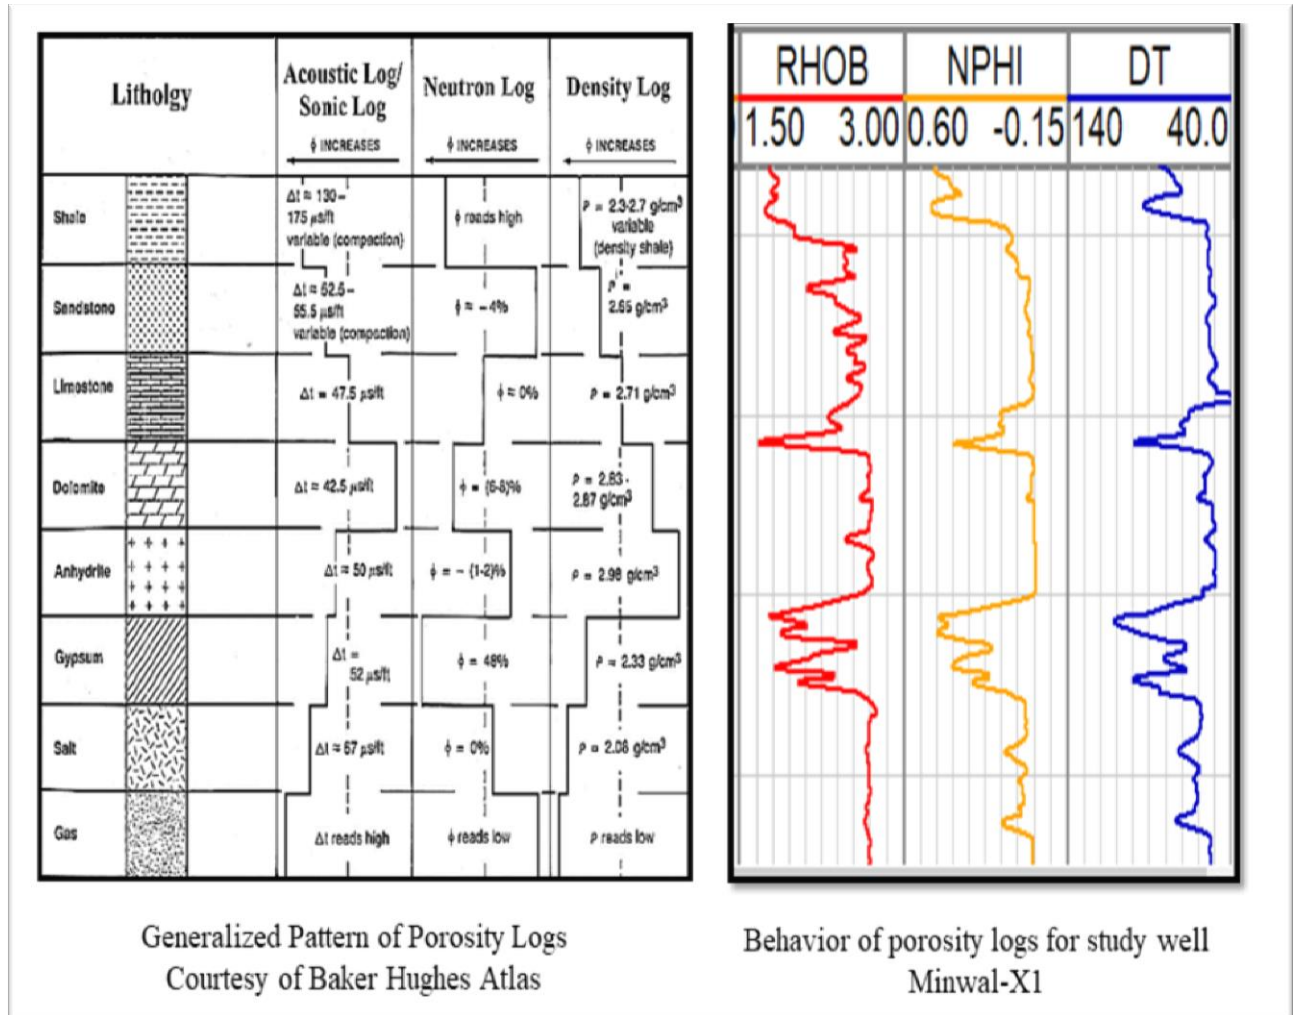 Litholgy
Acoustic Log/
Sonic Log
Neutron Log
Density Log
ϕ INCREASES
ϕ INCREASES
ϕ INCREASES
Shale
Δt ≈ 130–
175 µs/ft
variable (compaction)
ϕ reads high
ρ = 2.3-2.7 g/cm³
variable
(density shale)
Sandstone
Δt ≈ 52.5–
55.5 µs/ft
variable (compaction)
ϕ ≈ –4%
ρ =
2.65 g/cm³
Limestone
Δt = 47.5 µs/ft
ϕ ≈ 0%
ρ = 2.71 g/cm³
Dolomite
Δt ≈ 42.5 µs/ft
ϕ = (6-8)%
ρ = 2.83-
2.87 g/cm³
Anhydrite
Δt ≈ 50 µs/ft
ϕ = – (1-2)%
ρ = 2.98 g/cm³
Gypsum
Δt =
52 µs/ft
ϕ = 48%
ρ = 2.33 g/cm³
Salt
Δt ≈ 67 µs/ft
ϕ = 0%
ρ = 2.08 g/cm³
Gas
Δt reads high
ϕ reads low
ρ reads low
Generalized Pattern of Porosity Logs
Courtesy of Baker Hughes Atlas
RHOB
NPHI
DT
1.50 3.00
0.60 -0.15
140 40.0
Behavior of porosity logs for study well
Minwal-X1